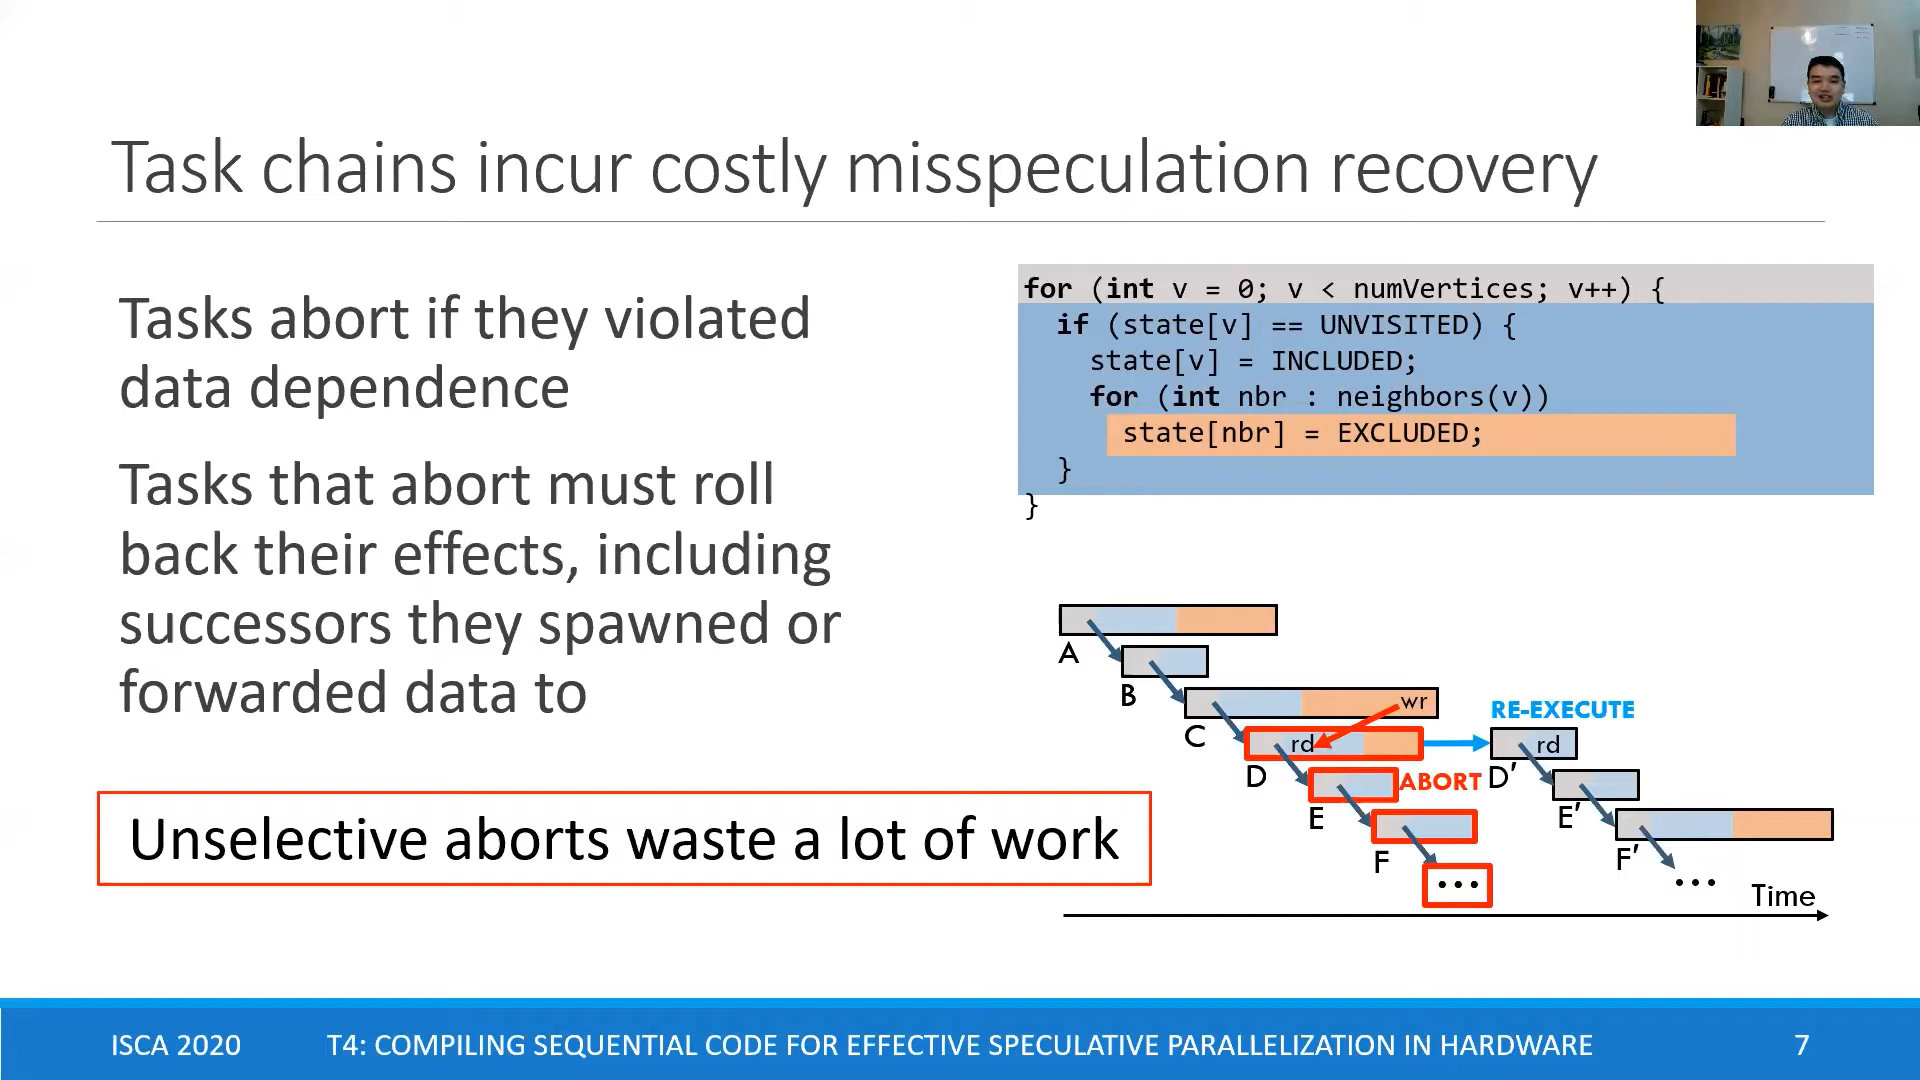 Task chains incur costly misspeculation recovery
Tasks abort if they violated
data dependence
Tasks that abort must roll
back their effects, including
successors they spawned or
forwarded data to
Unselective aborts waste a lot of work
for (int v = 0; v < numVertices; v++) {
if (state[v] == UNVISITED) {
state[v] = INCLUDED;
for (int nbr : neighbors(v))
state[nbr] = EXCLUDED;
}
}
A
B
wr
C
RE-EXECUTE
rd
rd
D
ABORT
D′
E
E′
F
F′
•••
•••
Time
ISCA 2020 T4: COMPILING SEQUENTIAL CODE FOR EFFECTIVE SPECULATIVE PARALLELIZATION IN HARDWARE 7